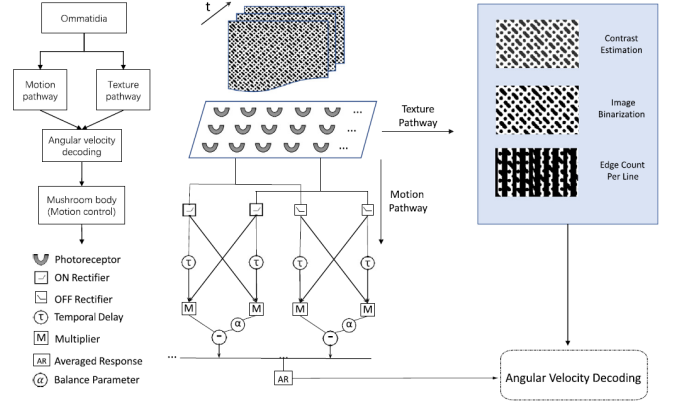 Ommatidia
Motion
pathway
Texture
pathway
Angular velocity
decoding
Mushroom body
(Motion control)
Photoreceptor
ON Rectifier
OFF Rectifier
τ Temporal Delay
M Multiplier
AR Averaged Response
α Balance Parameter
t
...
...
...
Texture
Pathway
Motion
Pathway
τ τ τ τ
M M M M
α α
- -
... ...
AR
Contrast
Estimation
Image
Binarization
Edge Count
Per Line
Angular Velocity Decoding